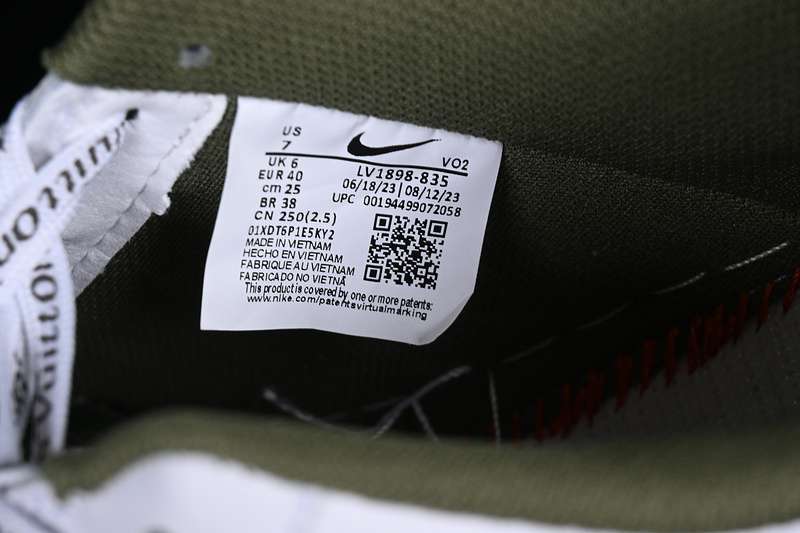 US
7
UK 6
EUR 40
cm 25
BR 38
CN 250(2.5)
VO2
LV1898-835
06/18/23 | 08/12/23
UPC 00194499072058
01XDT6P1E5KY2
MADE IN VIETNAM
HECHO EN VIETNAM
FABRIQUE AU VIETNAM
FABRICADO NO VIETNÃ
This product is covered by one or more patents:
www.nike.com/patentsvirtualmarking
vuitton
Vuitton